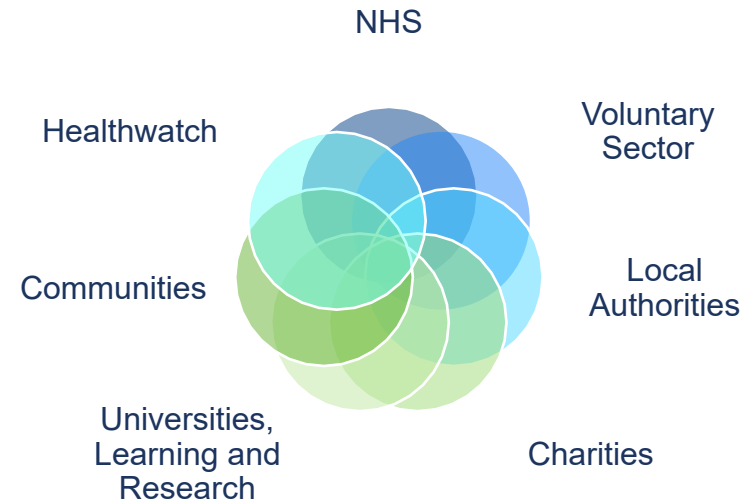 NHS
Healthwatch
Voluntary
Sector
Communities
Local
Authorities
Universities,
Learning and
Research
Charities